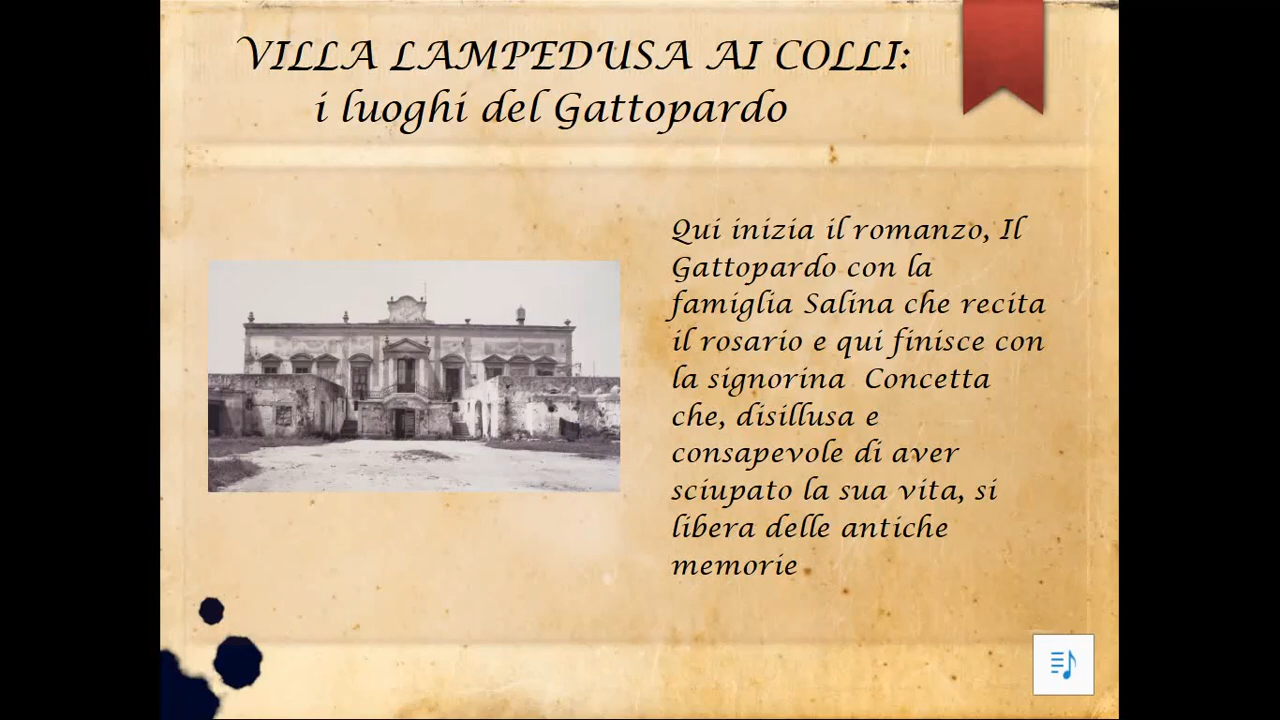 VILLA LAMPEDUSA AI COLLI:
i luoghi del Gattopardo
Qui inizia il romanzo, Il
Gattopardo con la
famiglia Salina che recita
il rosario e qui finisce con
la signorina  Concetta
che, disillusa e
consapevole di aver
sciupato la sua vita, si
libera delle antiche
memorie